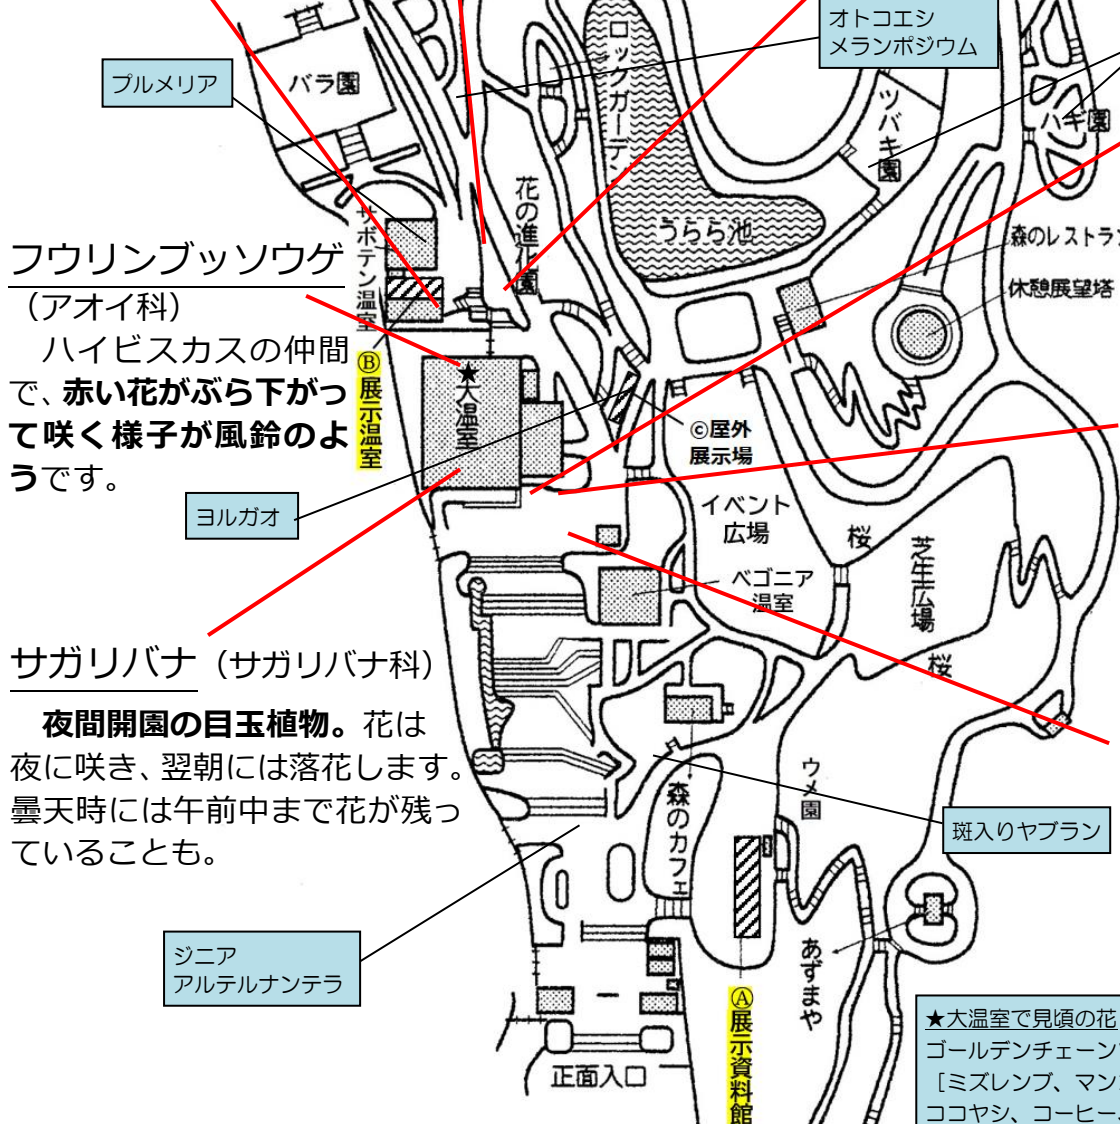 オトコエシ
メランポジウム
プルメリア
バラ園
ロックガーデン
ツバキ園
ハギ園
花の進化園
うらら池
サボテン温室
森のレストラン
休憩展望塔
フウリンブッソウゲ
（アオイ科）
ハイビスカスの仲間
で、赤い花がぶら下がっ
て咲く様子が風鈴のよ
うです。
Ⓑ展示温室
★大温室
©屋外
展示場
ヨルガオ
イベント
広場
桜
芝生広場
ベゴニア
温室
桜
サガリバナ（サガリバナ科）
夜間開園の目玉植物。花は
夜に咲き、翌朝には落花します。
曇天時には午前中まで花が残っ
ていることも。
ウメ園
森のカフェ
斑入りヤブラン
ジニア
アルテルナンテラ
あずまや
Ⓐ展示資料館
正面入口
★大温室で見頃の花
ゴールデンチェーン
［ミズレンブ、マン
ココヤシ、コーヒー